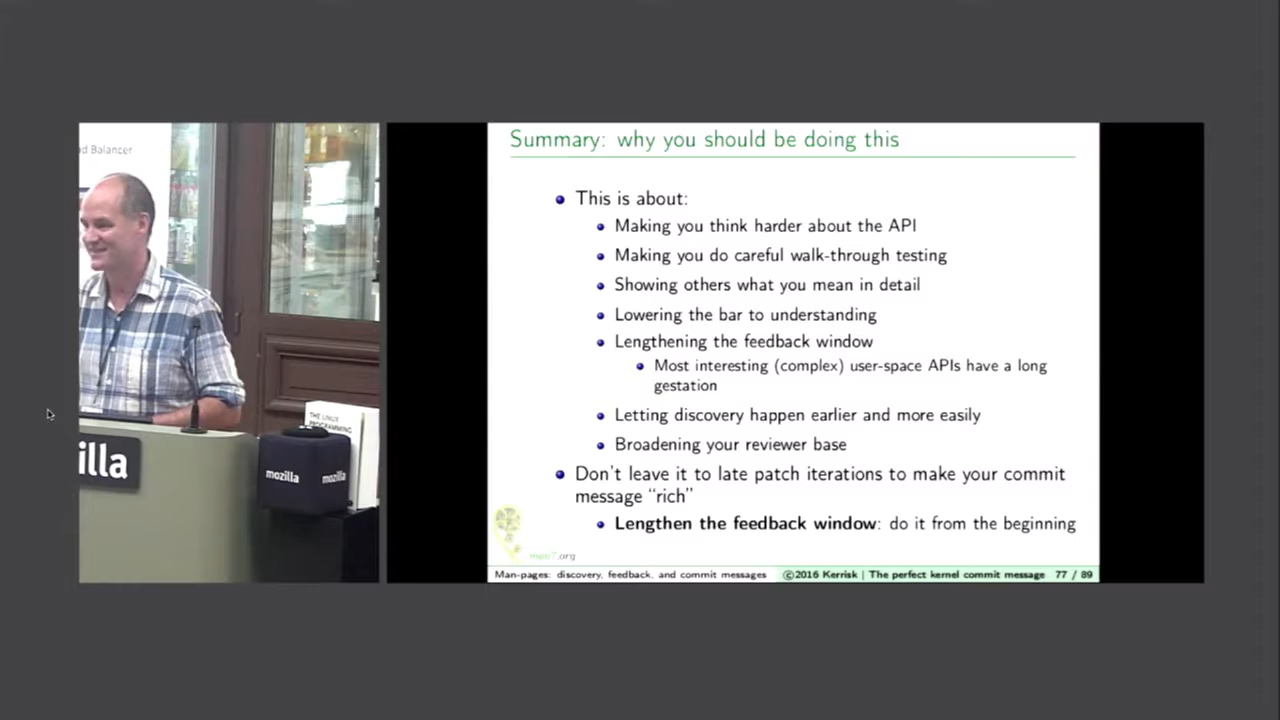 d Balancer
illa
mozilla
mozilla
THE LINUX
PROGRAMMING
Summary: why you should be doing this
This is about:
Making you think harder about the API
Making you do careful walk-through testing
Showing others what you mean in detail
Lowering the bar to understanding
Lengthening the feedback window
Most interesting (complex) user-space APIs have a long
gestation
Letting discovery happen earlier and more easily
Broadening your reviewer base
Don't leave it to late patch iterations to make your commit
message “rich”
Lengthen the feedback window: do it from the beginning
man7.org
Man-pages: discovery, feedback, and commit messages
©2016 Kerrisk | The perfect kernel commit message 77 / 89